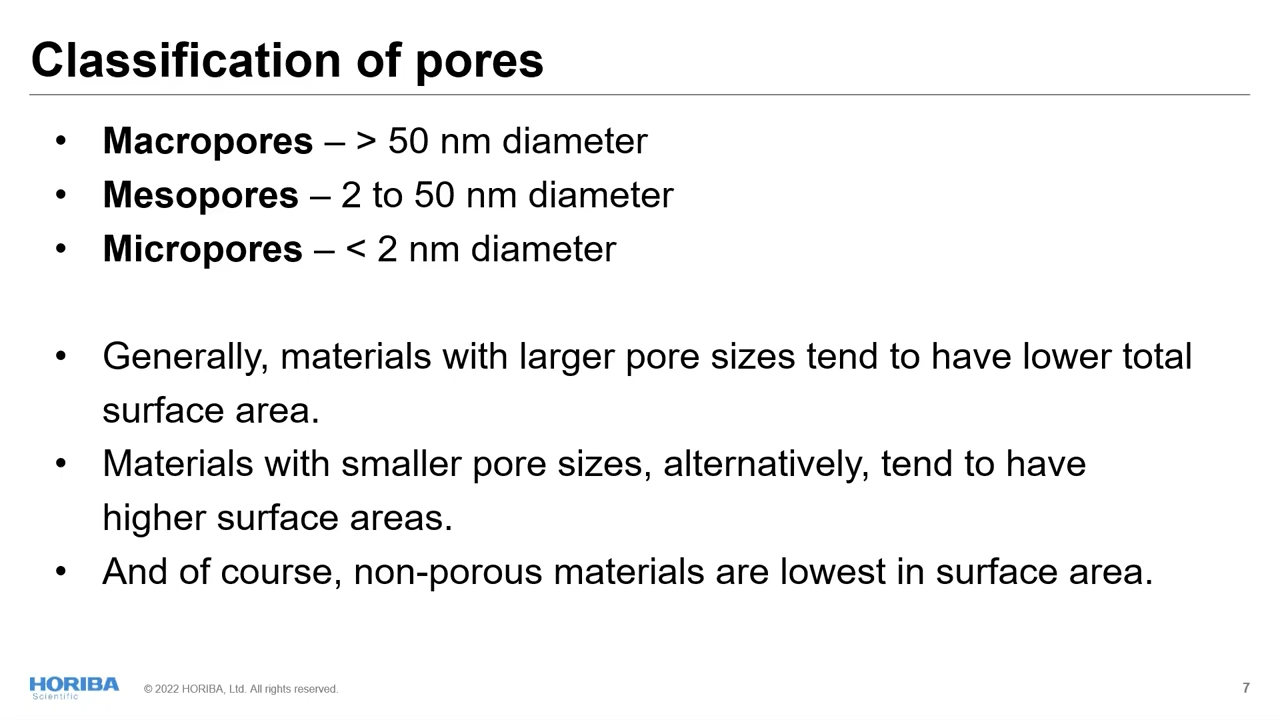 Classification of pores
• Macropores – > 50 nm diameter
• Mesopores – 2 to 50 nm diameter
• Micropores – < 2 nm diameter
• Generally, materials with larger pore sizes tend to have lower total
surface area.
• Materials with smaller pore sizes, alternatively, tend to have
higher surface areas.
• And of course, non-porous materials are lowest in surface area.
HORIBA
Scientific
© 2022 HORIBA, Ltd. All rights reserved.
7